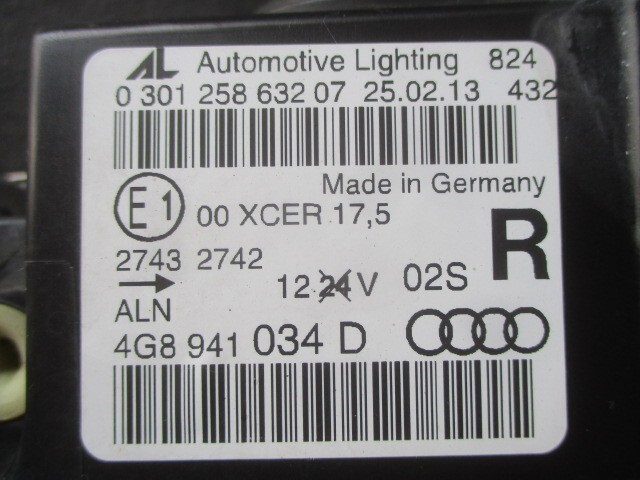 AL Automotive Lighting 824
0 301 258 632 07 25.02.13 432
Made in Germany
E1 00 XCER 17,5
R
2743 2742
12 24 V 02S
ALN
4G8 941 034 D